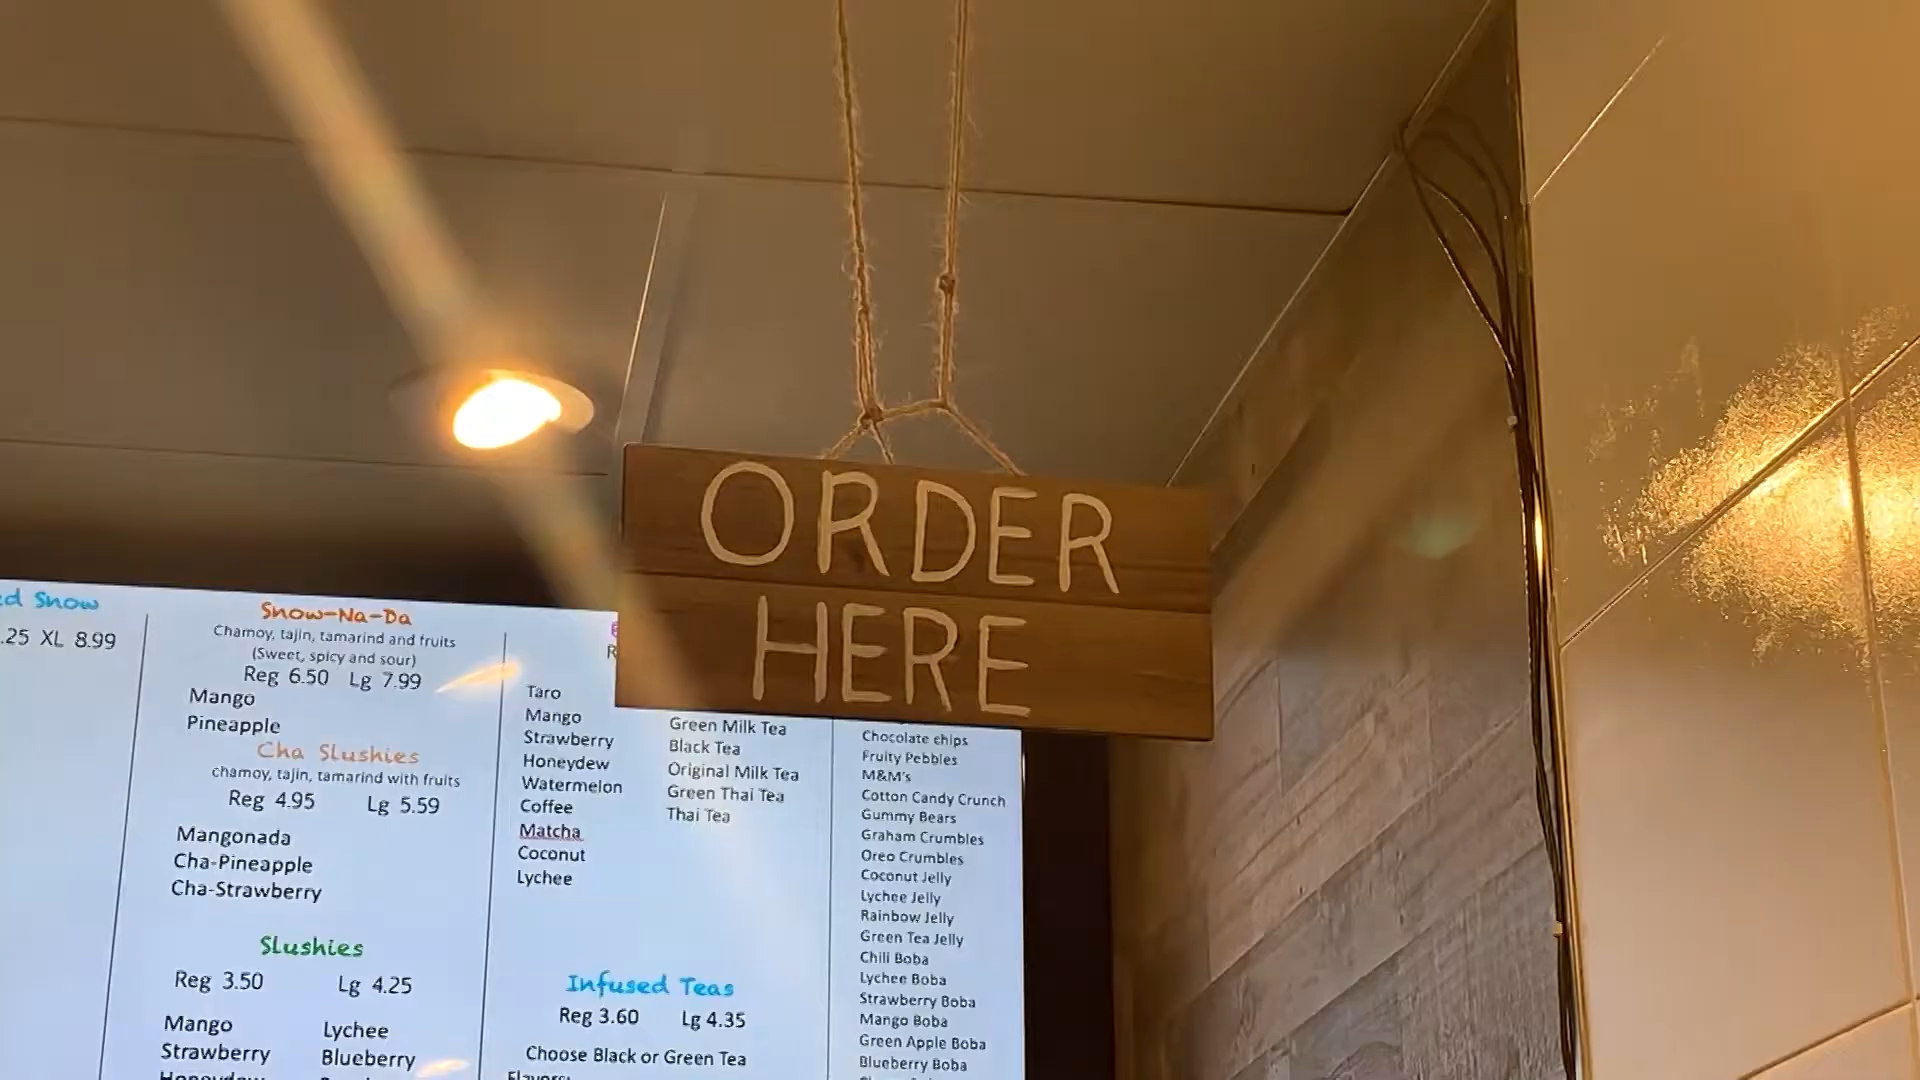 ORDER
HERE
Snow
.25 XL 8.99
Snow-Na-Da
Chamoy, tajin, tamarind and fruits
(Sweet, spicy and sour)
Reg 6.50 Lg 7.99
Mango
Pineapple
Cha Slushies
chamoy, tajin, tamarind with fruits
Reg 4.95 Lg 5.59
Mangonada
Cha-Pineapple
Cha-Strawberry
Slushies
Reg 3.50 Lg 4.25
Mango Lychee
Strawberry Blueberry
Taro
Mango
Strawberry
Honeydew
Watermelon
Coffee
Matcha
Coconut
Lychee
Green Milk Tea
Black Tea
Original Milk Tea
Green Thai Tea
Thai Tea
Infused Teas
Reg 3.60 Lg 4.35
Choose Black or Green Tea
Chocolate chips
Fruity Pebbles
M&M's
Cotton Candy Crunch
Gummy Bears
Graham Crumbles
Oreo Crumbles
Coconut Jelly
Lychee Jelly
Rainbow Jelly
Green Tea Jelly
Chili Boba
Lychee Boba
Strawberry Boba
Mango Boba
Green Apple Boba
Blueberry Boba